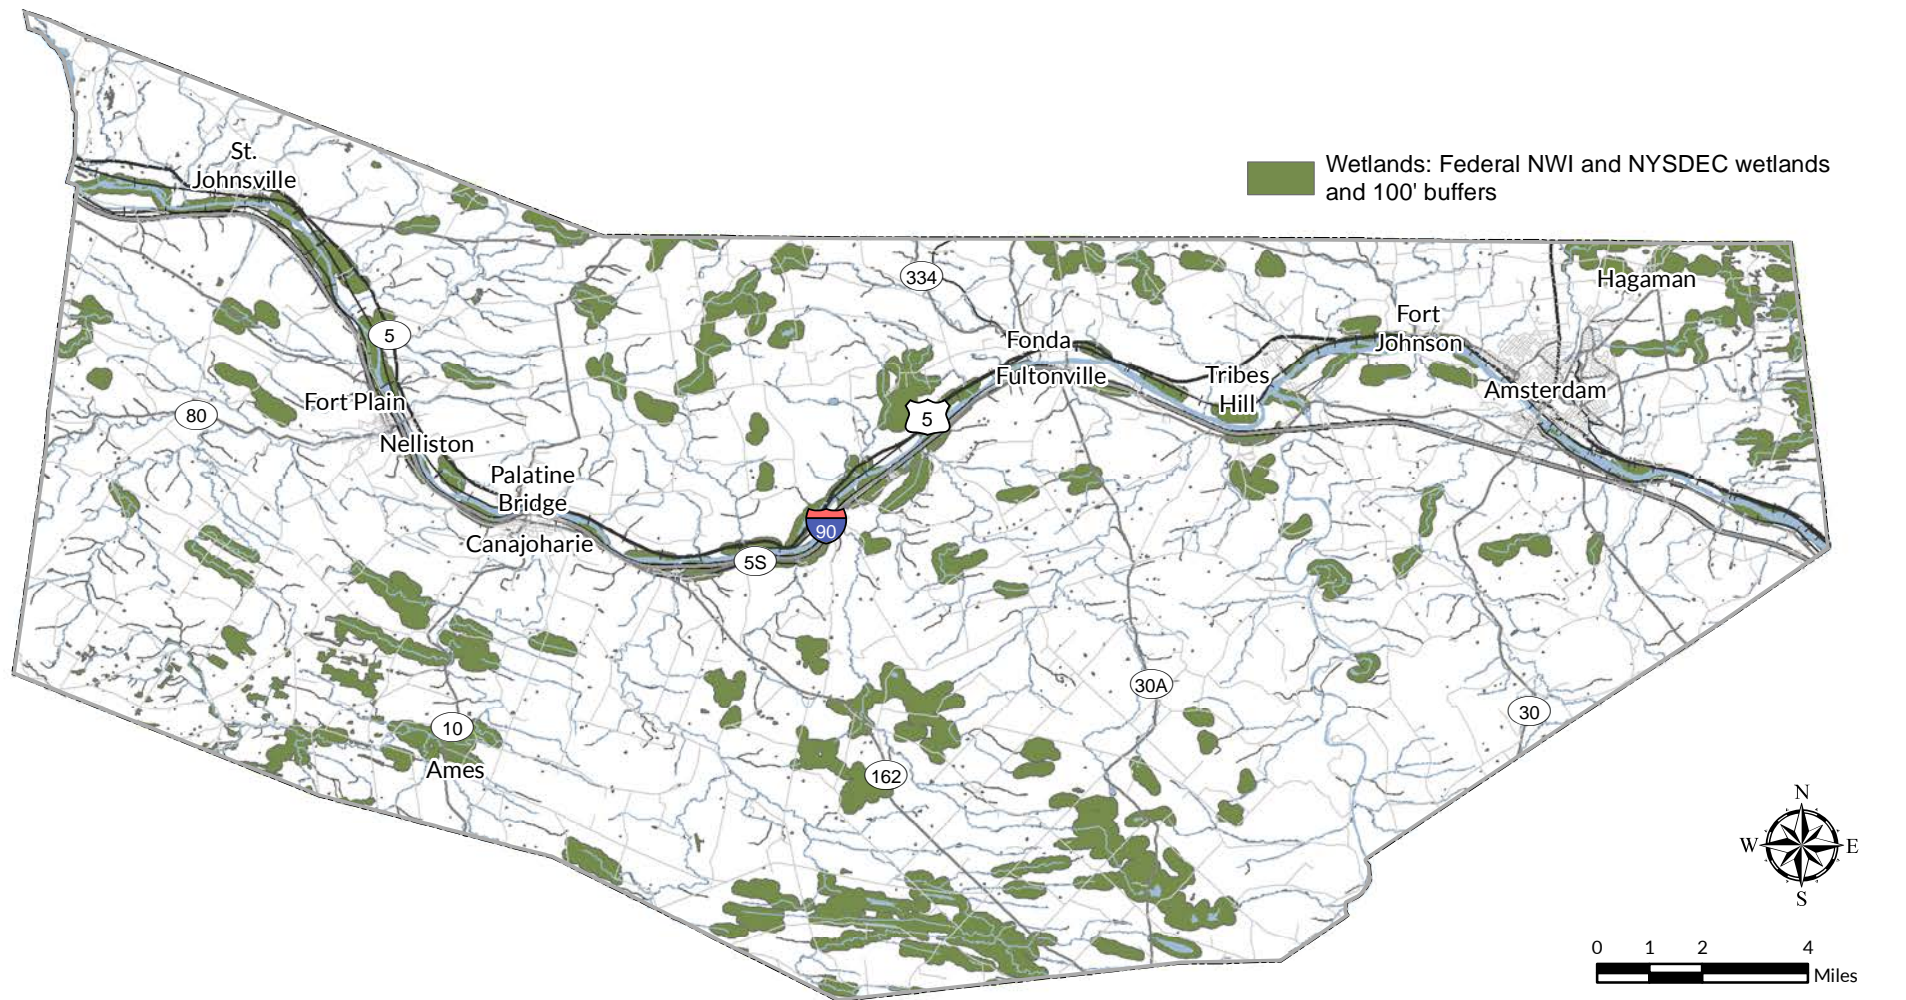 St.
Johnsville
Wetlands: Federal NWI and NYSDEC wetlands
and 100' buffers
334
Hagaman
5
Fonda
Fort
Johnson
Fultonville
Tribes
Hill
Amsterdam
Fort Plain
80
5
Nelliston
Palatine
Bridge
90
Canajoharie
5S
30A
30
10
Ames
162
N
W
E
S
0 1 2 4
Miles